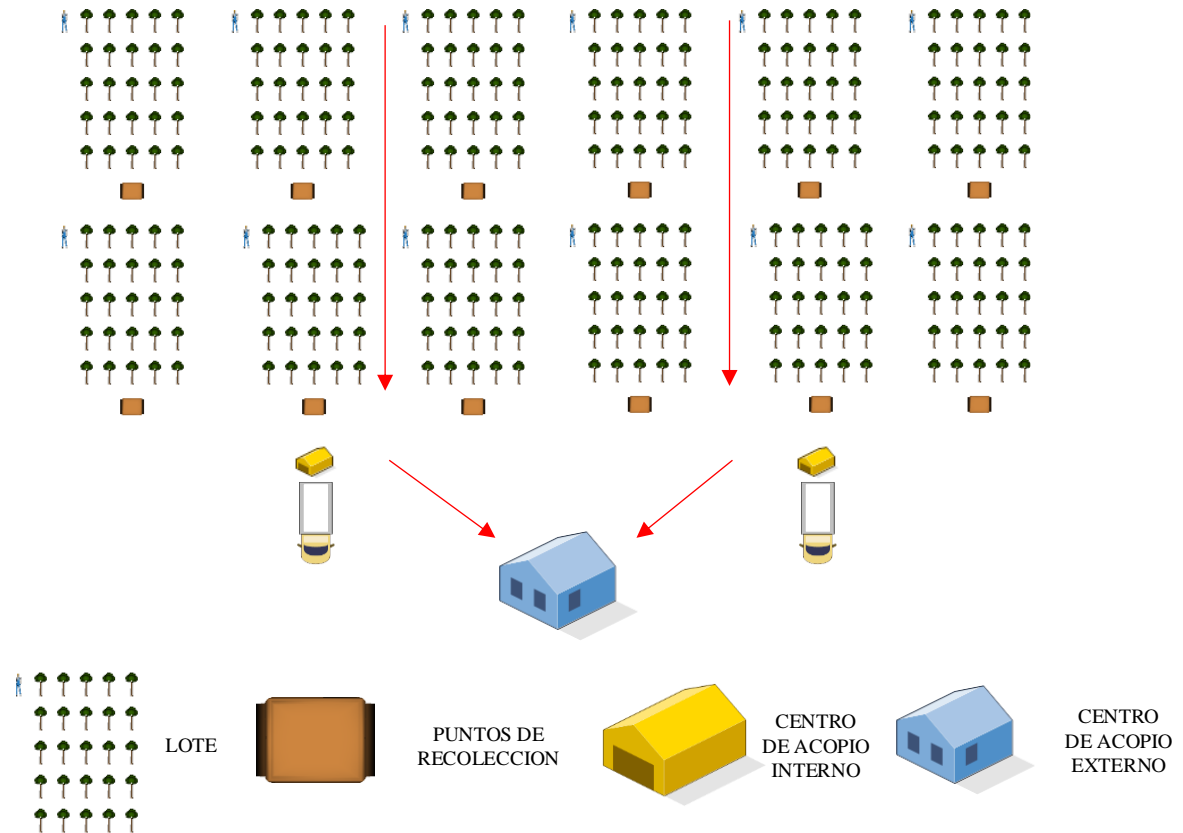 LOTE
PUNTOS DE
RECOLECCION
CENTRO
DE ACOPIO
INTERNO
CENTRO
DE ACOPIO
EXTERNO